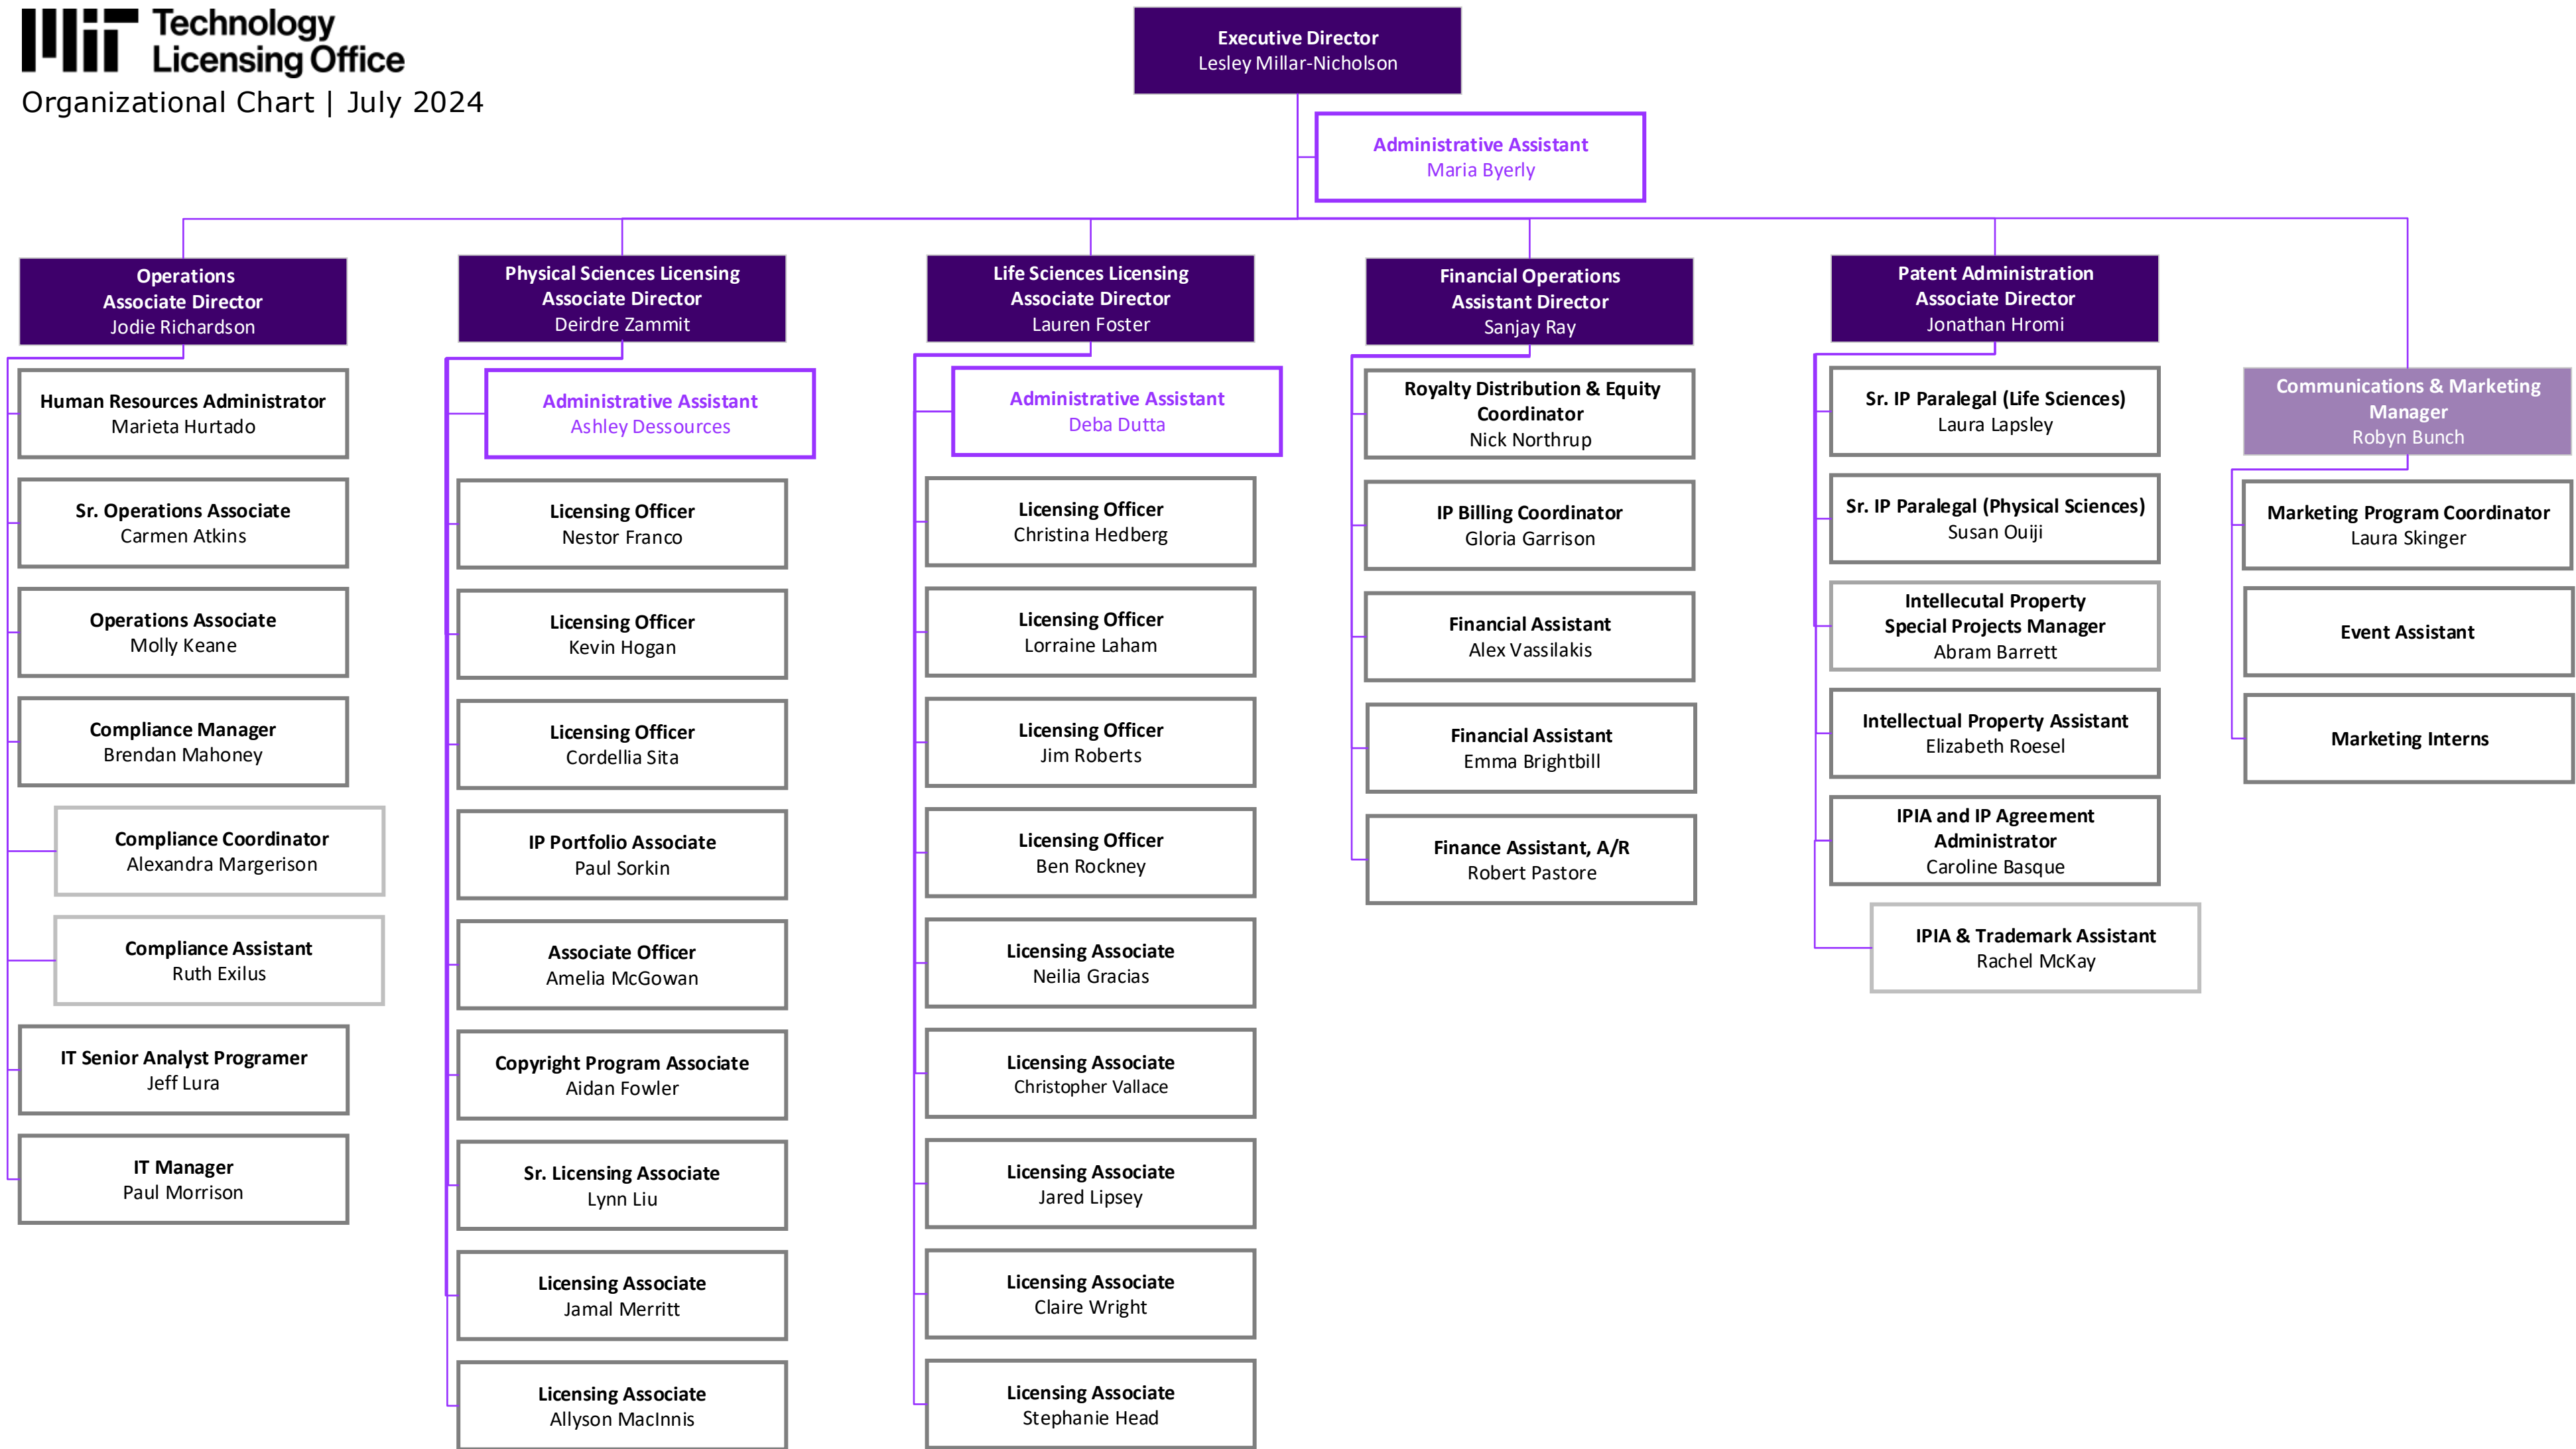 MIT Technology
Licensing Office
Organizational Chart | July 2024
Executive Director
Lesley Millar-Nicholson
Administrative Assistant
Maria Byerly
Operations
Associate Director
Jodie Richardson
Human Resources Administrator
Marieta Hurtado
Sr. Operations Associate
Carmen Atkins
Operations Associate
Molly Keane
Compliance Manager
Brendan Mahoney
Compliance Coordinator
Alexandra Margerison
Compliance Assistant
Ruth Exilus
IT Senior Analyst Programer
Jeff Lura
IT Manager
Paul Morrison
Physical Sciences Licensing
Associate Director
Deirdre Zammit
Administrative Assistant
Ashley Dessources
Licensing Officer
Nestor Franco
Licensing Officer
Kevin Hogan
Licensing Officer
Cordellia Sita
IP Portfolio Associate
Paul Sorkin
Associate Officer
Amelia McGowan
Copyright Program Associate
Aidan Fowler
Sr. Licensing Associate
Lynn Liu
Licensing Associate
Jamal Merritt
Licensing Associate
Allyson MacInnis
Life Sciences Licensing
Associate Director
Lauren Foster
Administrative Assistant
Deba Dutta
Licensing Officer
Christina Hedberg
Licensing Officer
Lorraine Laham
Licensing Officer
Jim Roberts
Licensing Officer
Ben Rockney
Licensing Associate
Neilia Gracias
Licensing Associate
Christopher Vallace
Licensing Associate
Jared Lipsey
Licensing Associate
Claire Wright
Licensing Associate
Stephanie Head
Financial Operations
Assistant Director
Sanjay Ray
Royalty Distribution & Equity
Coordinator
Nick Northrup
IP Billing Coordinator
Gloria Garrison
Financial Assistant
Alex Vassilakis
Financial Assistant
Emma Brightbill
Finance Assistant, A/R
Robert Pastore
Patent Administration
Associate Director
Jonathan Hromi
Sr. IP Paralegal (Life Sciences)
Laura Lapsley
Sr. IP Paralegal (Physical Sciences)
Susan Ouiji
Intellecutal Property
Special Projects Manager
Abram Barrett
Intellectual Property Assistant
Elizabeth Roesel
IPIA and IP Agreement
Administrator
Caroline Basque
IPIA & Trademark Assistant
Rachel McKay
Communications & Marketing
Manager
Robyn Bunch
Marketing Program Coordinator
Laura Skinger
Event Assistant
Marketing Interns